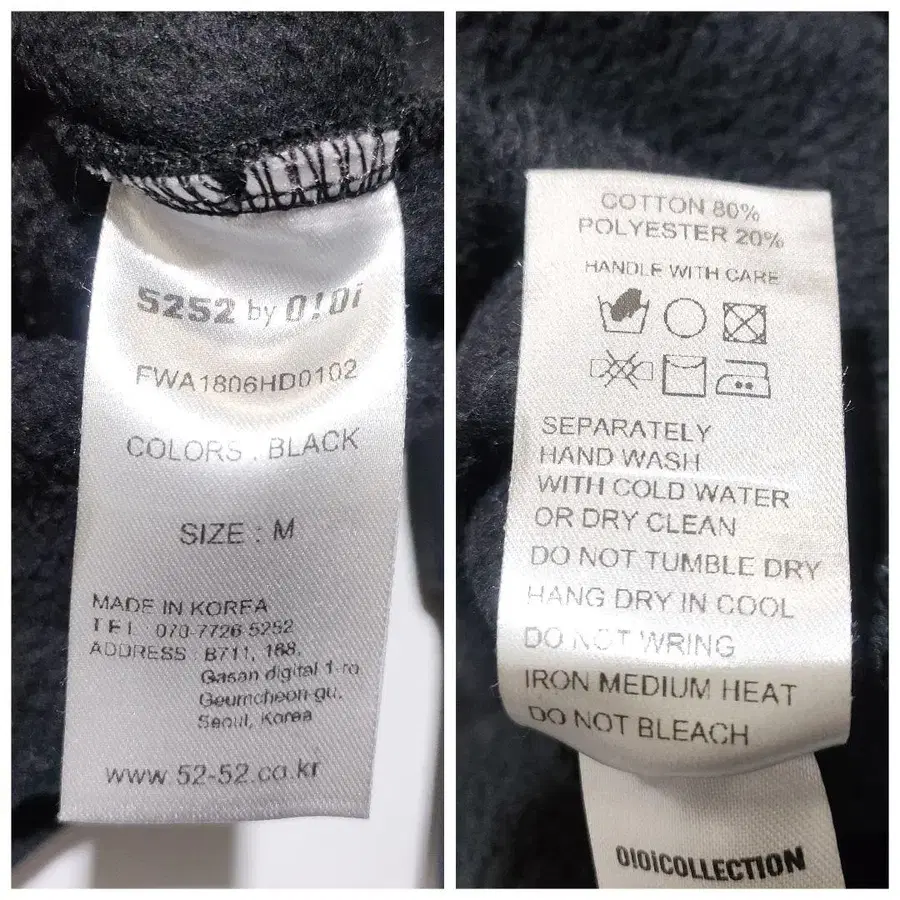 5252 by O!Oi
FWA1806HD0102
COLORS : BLACK
SIZE : M
MADE IN KOREA
TEL 070-7726 5252
ADDRESS B711, 168,
Gasan digital 1-ro
Geumcheon-gu,
Seoul, Korea
www.52-52.co.kr
COTTON 80%
POLYESTER 20%
HANDLE WITH CARE
SEPARATELY
HAND WASH
WITH COLD WATER
OR DRY CLEAN
DO NOT TUMBLE DRY
HANG DRY IN COOL
DO NOT WRING
IRON MEDIUM HEAT
DO NOT BLEACH
O!OiCOLLECTION